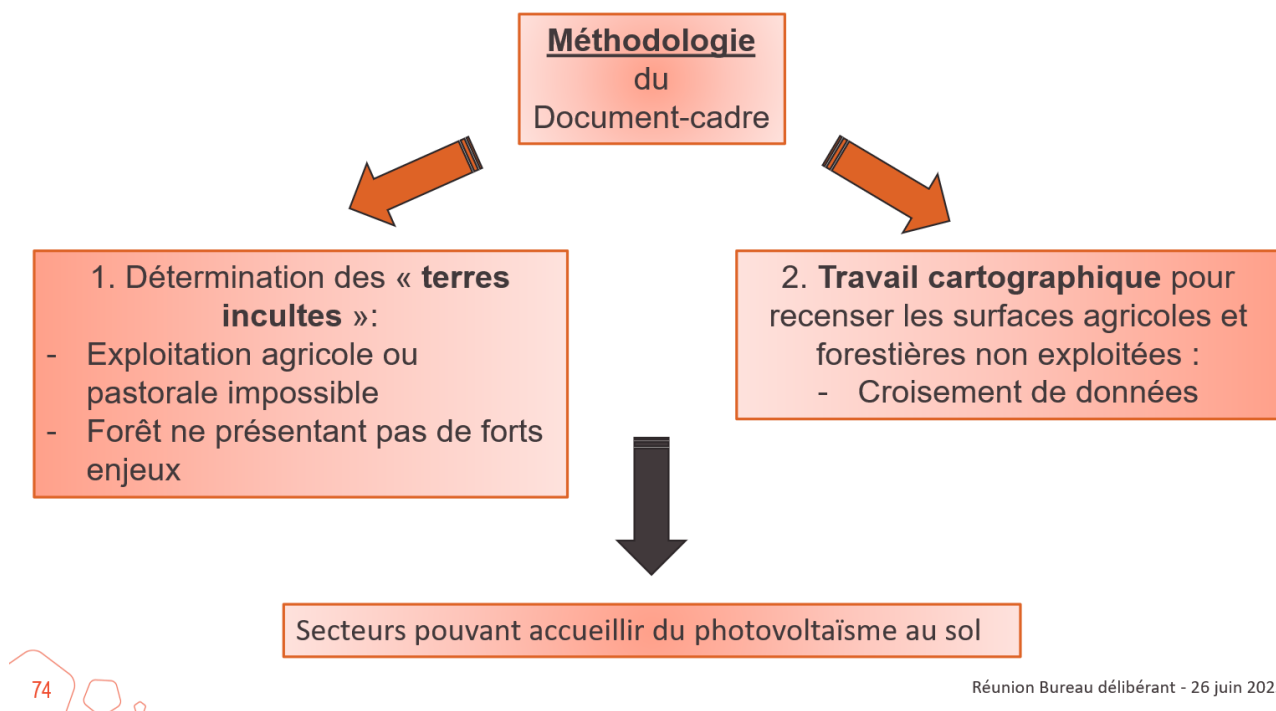 Méthodologie
du
Document-cadre
1. Détermination des « terres
incultes »:
- Exploitation agricole ou
pastorale impossible
- Forêt ne présentant pas de forts
enjeux
2. Travail cartographique pour
recenser les surfaces agricoles et
forestières non exploitées :
- Croisement de données
Secteurs pouvant accueillir du photovoltaïsme au sol
74
Réunion Bureau délibérant - 26 juin 202